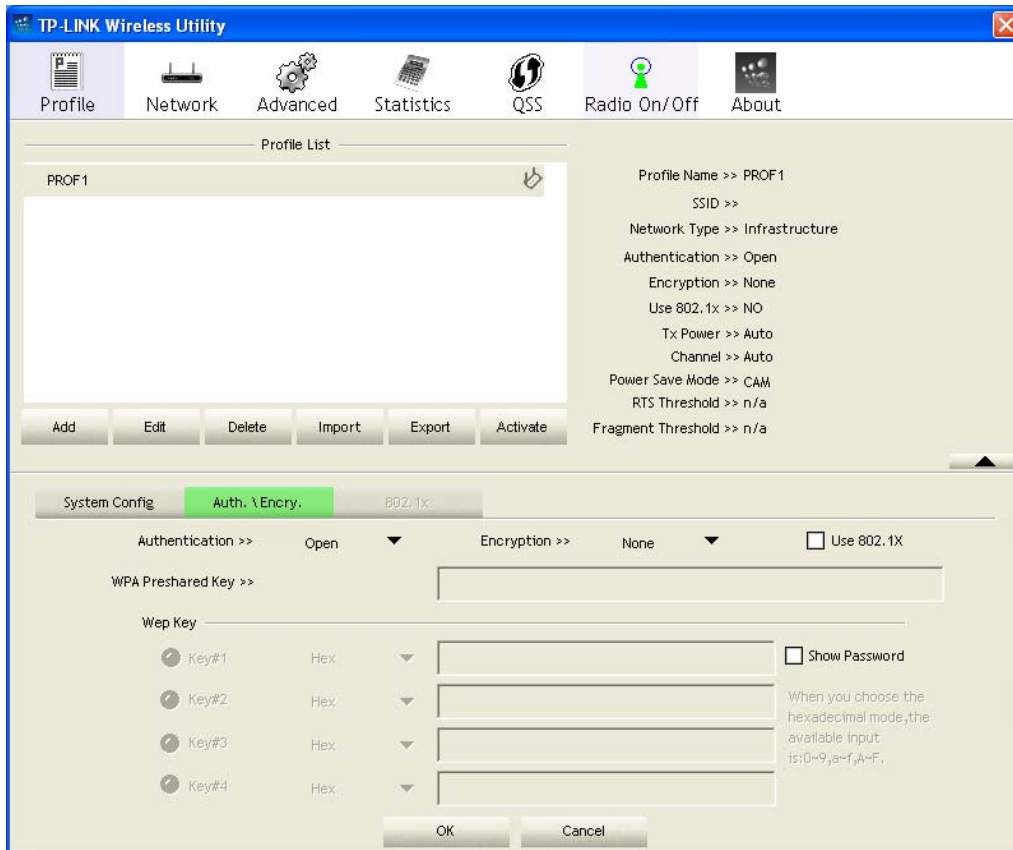 TP-LINK Wireless Utility
Profile
Network
Advanced
Statistics
QSS
Radio On/Off
About
Profile List
PROF1
Add
Edit
Delete
Import
Export
Activate
Profile Name >> PROF1
SSID >>
Network Type >> Infrastructure
Authentication >> Open
Encryption >> None
Use 802.1x >> NO
Tx Power >> Auto
Channel >> Auto
Power Save Mode >> CAM
RTS Threshold >> n/a
Fragment Threshold >> n/a
System Config
Auth. \ Encry.
802.1x
Authentication >> Open
Encryption >> None
Use 802.1X
WPA Preshared Key >>
Wep Key
Key#1 Hex
Show Password
Key#2 Hex
Key#3 Hex
Key#4 Hex
When you choose the
hexadecimal mode,the
available input
is:0~9,a~f,A~F.
OK
Cancel